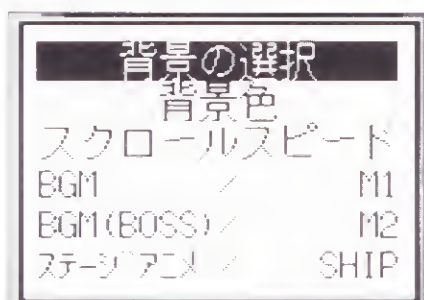 背景の選択
背景色
スクロールスピード
BGM / M1
BGM(BOSS) / M2
ステージアニメ / SHIP